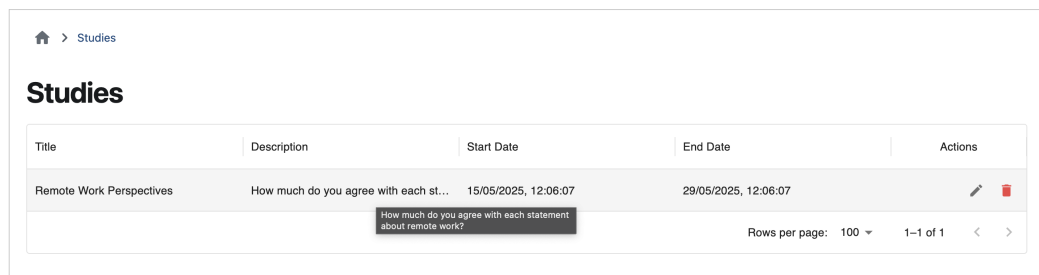 Studies
Studies
Title Description Start Date End Date Actions
Remote Work Perspectives How much do you agree with each st... 15/05/2025, 12:06:07 29/05/2025, 12:06:07
How much do you agree with each statement
about remote work?
Rows per page: 100 1–1 of 1